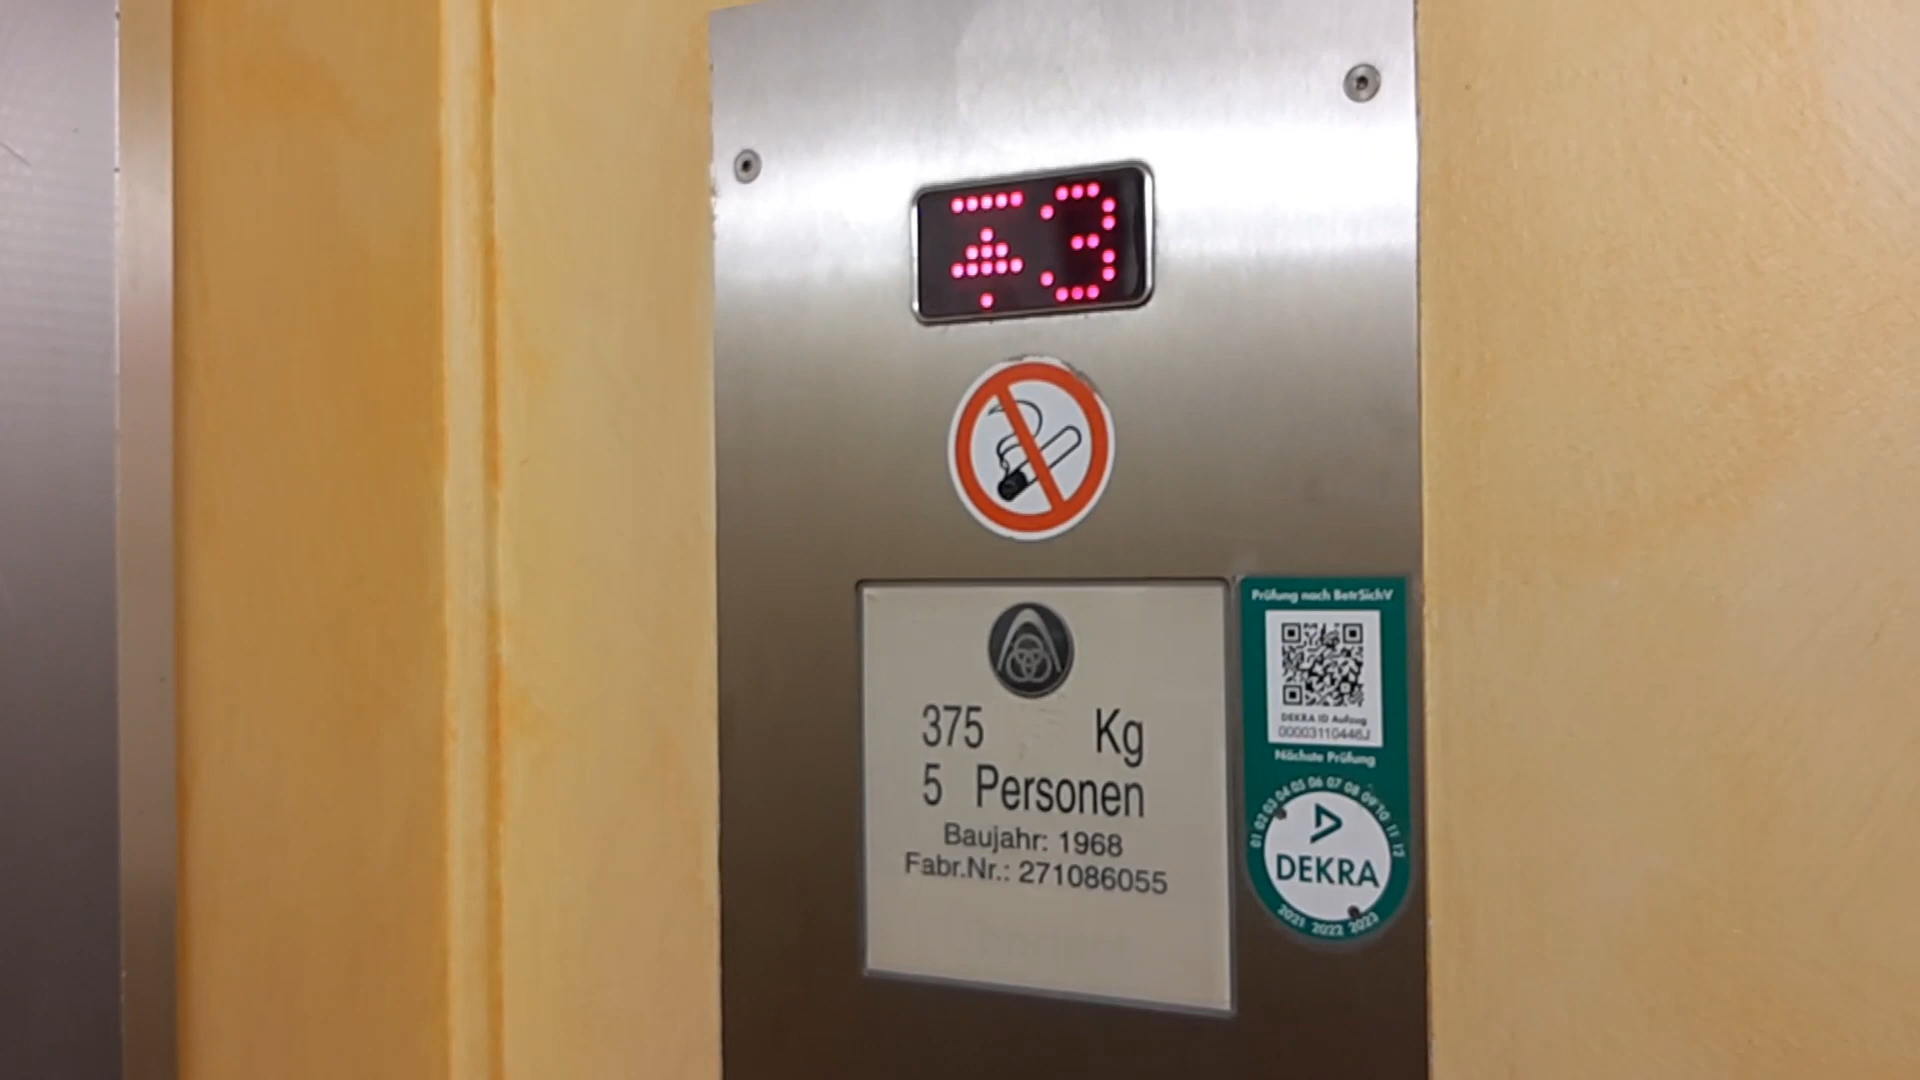 3
375 Kg
5 Personen
Baujahr: 1968
Fabr.Nr.: 271086055
Prüfung nach BetrSichV
DEKRA ID Aufzug
00003110446J
Nächste Prüfung
01 02 03 04 05 06 07 08 09 10 11 12
DEKRA
2021 2022 2023